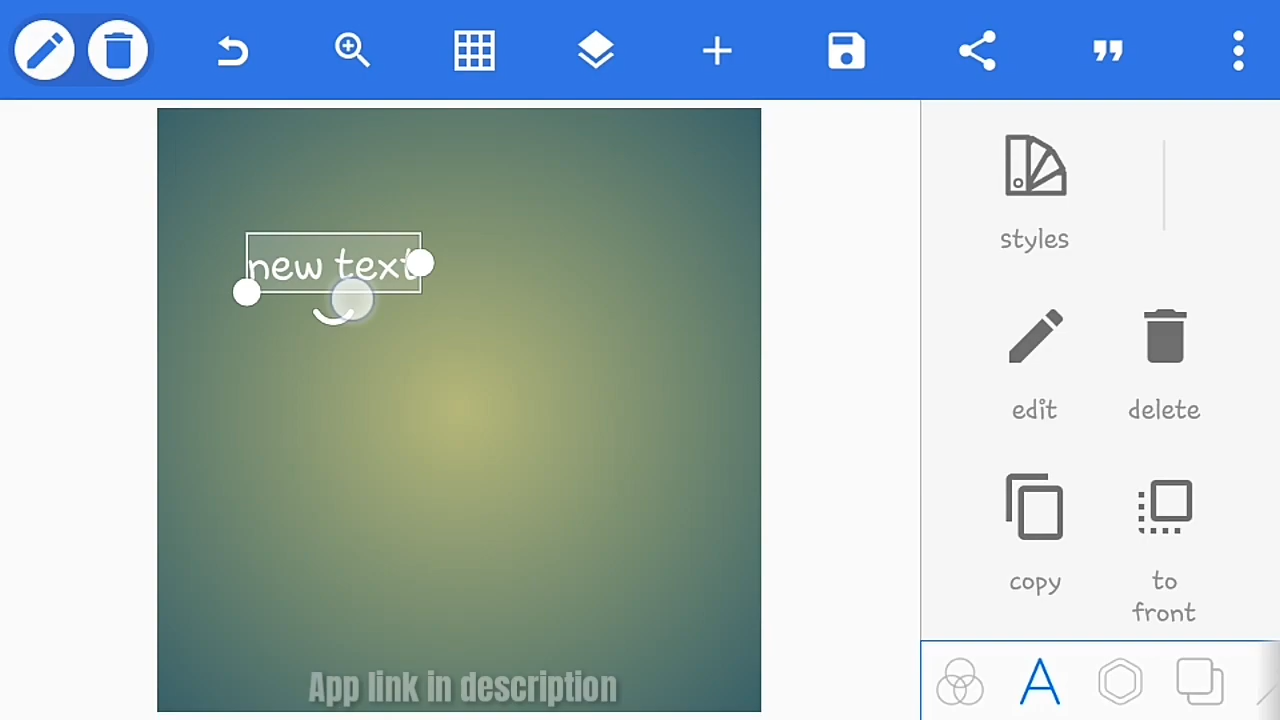 styles
new text
edit
delete
copy
to
front
App link in description